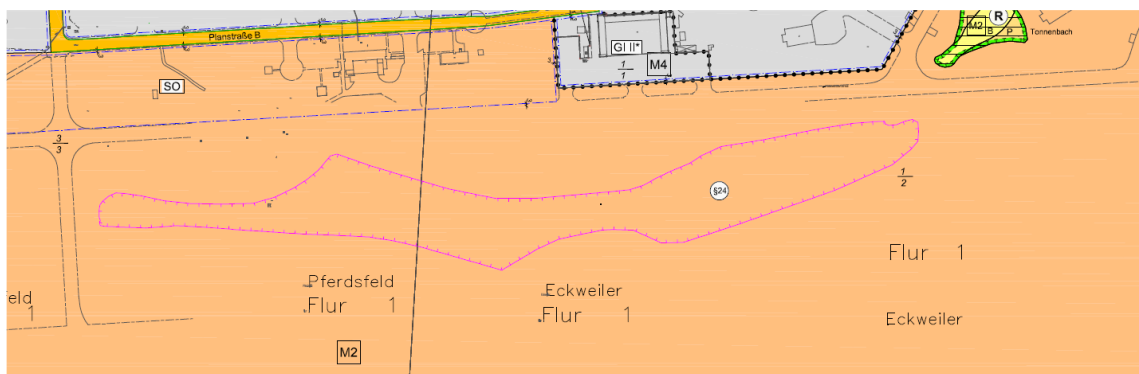 Planstraße B
GI II*
1
1
M4
M2
R
B P
Tonnenbach
SO
3
3
§24
1
2
Flur 1
Pferdsfeld
Flur 1
Eckweiler
Flur 1
feld
1
Eckweiler
M2